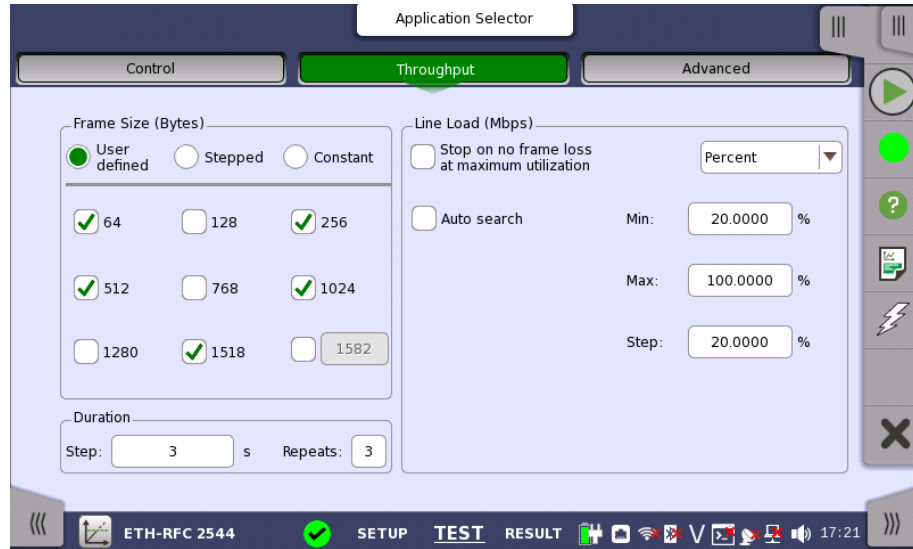 Application Selector
Control
Throughput
Advanced
Frame Size (Bytes)
User defined
Stepped
Constant
64
128
256
512
768
1024
1280
1518
1582
Duration
Step: 3 s
Repeats: 3
Line Load (Mbps)
Stop on no frame loss
at maximum utilization
Percent
Auto search
Min: 20.0000 %
Max: 100.0000 %
Step: 20.0000 %
ETH-RFC 2544
SETUP
TEST
RESULT
17:21